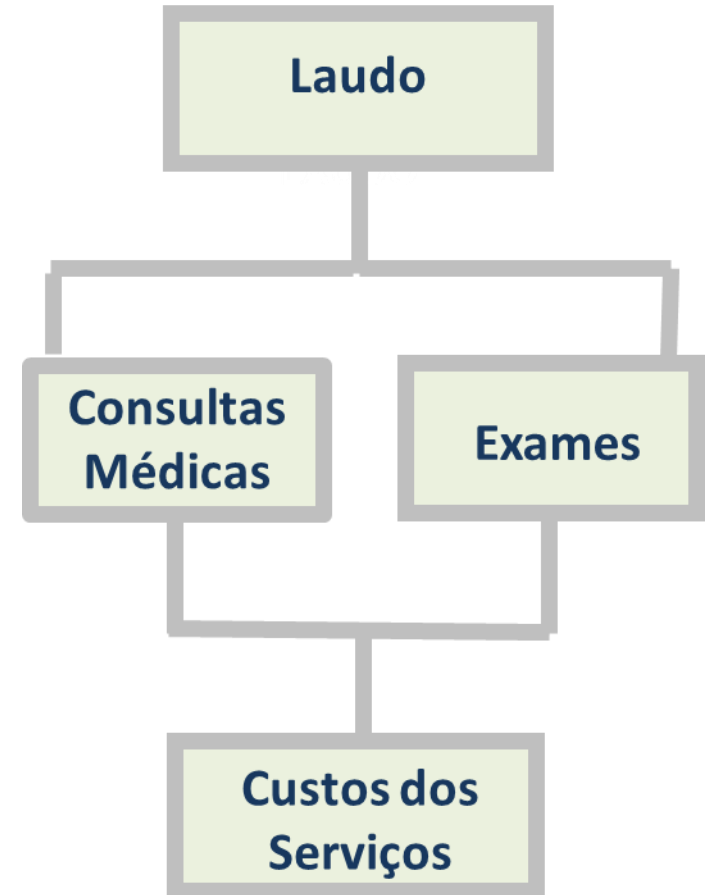 Laudo
Consultas
Médicas
Exames
Custos dos
Serviços